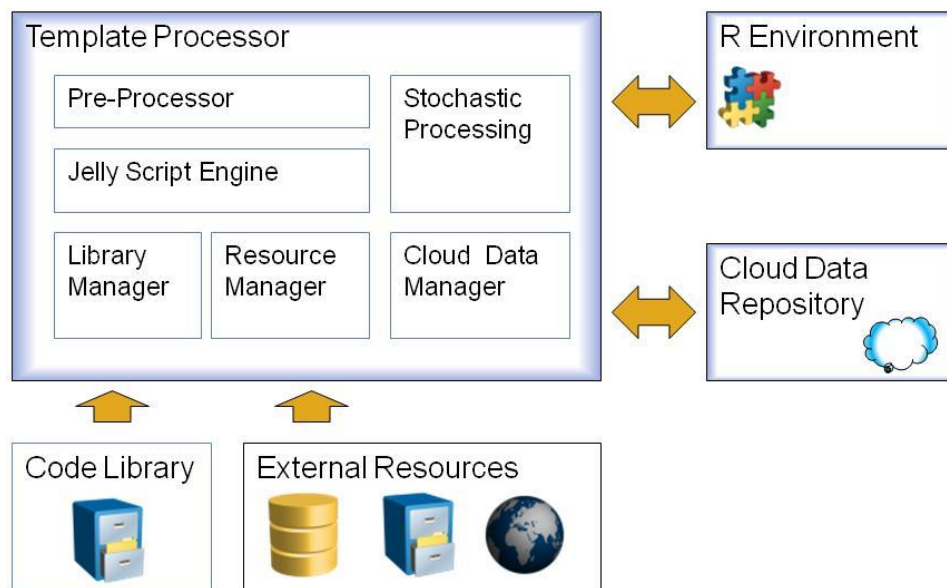 Template Processor
Pre-Processor
Jelly Script Engine
Library
Manager
Resource
Manager
Stochastic
Processing
Cloud Data
Manager
R Environment
Cloud Data
Repository
Code Library
External Resources